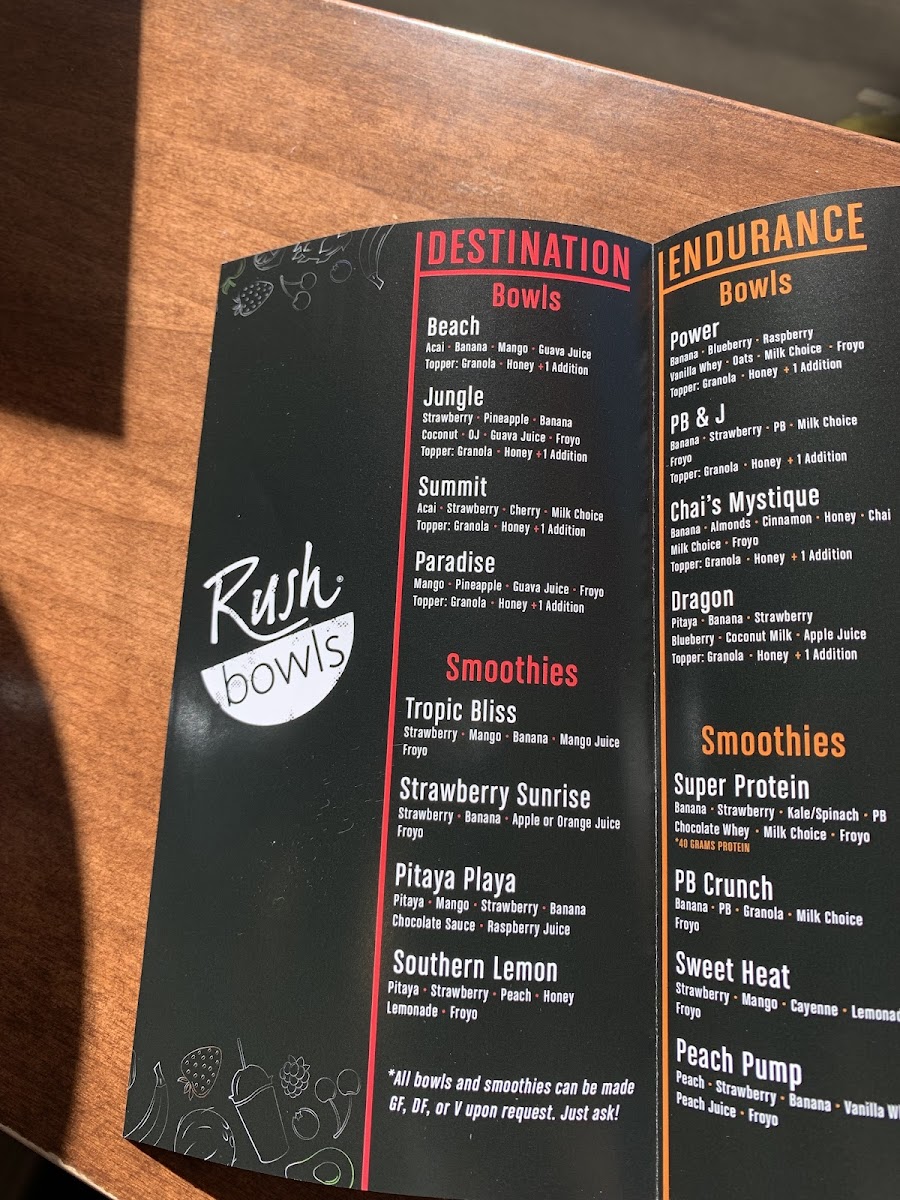 Rush
bowls
DESTINATION
Bowls
Beach
Acai • Banana • Mango • Guava Juice
Topper: Granola • Honey +1 Addition
Jungle
Strawberry • Pineapple • Banana
Coconut • OJ • Guava Juice • Froyo
Topper: Granola • Honey +1 Addition
Summit
Acai • Strawberry • Cherry • Milk Choice
Topper: Granola • Honey +1 Addition
Paradise
Mango • Pineapple • Guava Juice • Froyo
Topper: Granola • Honey +1 Addition
Smoothies
Tropic Bliss
Strawberry • Mango • Banana • Mango Juice
Froyo
Strawberry Sunrise
Strawberry • Banana • Apple or Orange Juice
Froyo
Pitaya Playa
Pitaya • Mango • Strawberry • Banana
Chocolate Sauce • Raspberry Juice
Southern Lemon
Pitaya • Strawberry • Peach • Honey
Lemonade • Froyo
*All bowls and smoothies can be made
GF, DF, or V upon request. Just ask!
ENDURANCE
Bowls
Power
Banana • Blueberry • Raspberry
Vanilla Whey • Oats • Milk Choice • Froyo
Topper: Granola • Honey +1 Addition
PB & J
Banana • Strawberry • PB • Milk Choice
Froyo
Topper: Granola • Honey +1 Addition
Chai's Mystique
Banana • Almonds • Cinnamon • Honey • Chai
Milk Choice • Froyo
Topper: Granola • Honey +1 Addition
Dragon
Pitaya • Banana • Strawberry
Blueberry • Coconut Milk • Apple Juice
Topper: Granola • Honey +1 Addition
Smoothies
Super Protein
Banana • Strawberry • Kale/Spinach • PB
Chocolate Whey • Milk Choice • Froyo
*40 GRAMS PROTEIN
PB Crunch
Banana • PB • Granola • Milk Choice
Froyo
Sweet Heat
Strawberry • Mango • Cayenne •
Froyo
Peach Pump
Peach • Strawberry • Banana • Vanilla
Peach Juice • Froyo